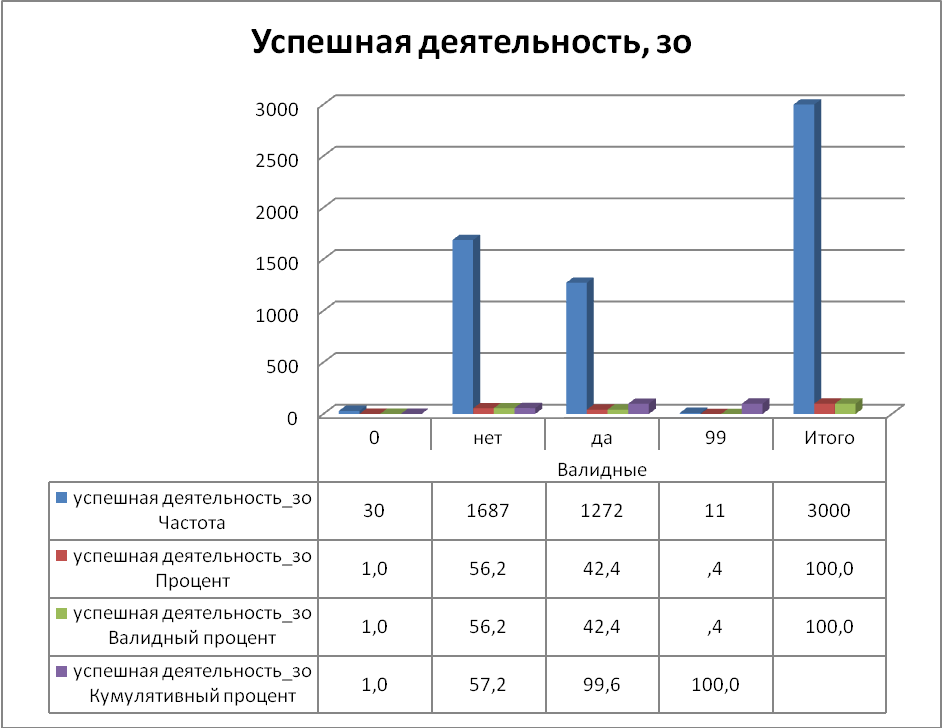 Успешная деятельность, зо
3000
2500
2000
1500
1000
500
0
0 нет да 99 Итого
Валидные
успешная деятельность_зо Частота 30 1687 1272 11 3000
успешная деятельность_зо Процент 1,0 56,2 42,4 ,4 100,0
успешная деятельность_зо Валидный процент 1,0 56,2 42,4 ,4 100,0
успешная деятельность_зо Кумулятивный процент 1,0 57,2 99,6 100,0